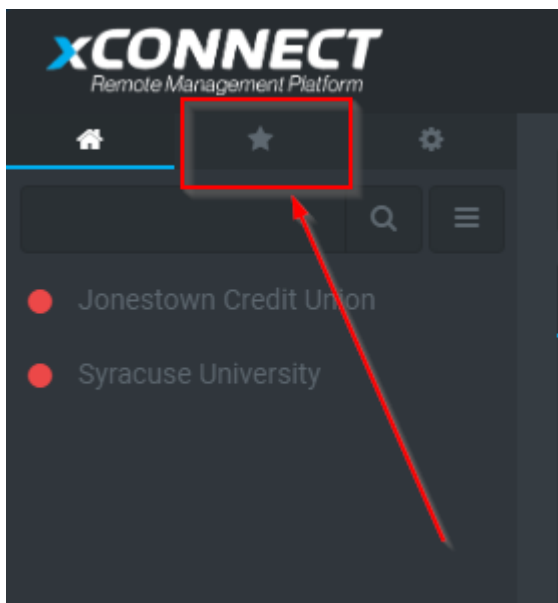 xCONNECT
Remote Management Platform
Jonestown Credit Union
Syracuse University